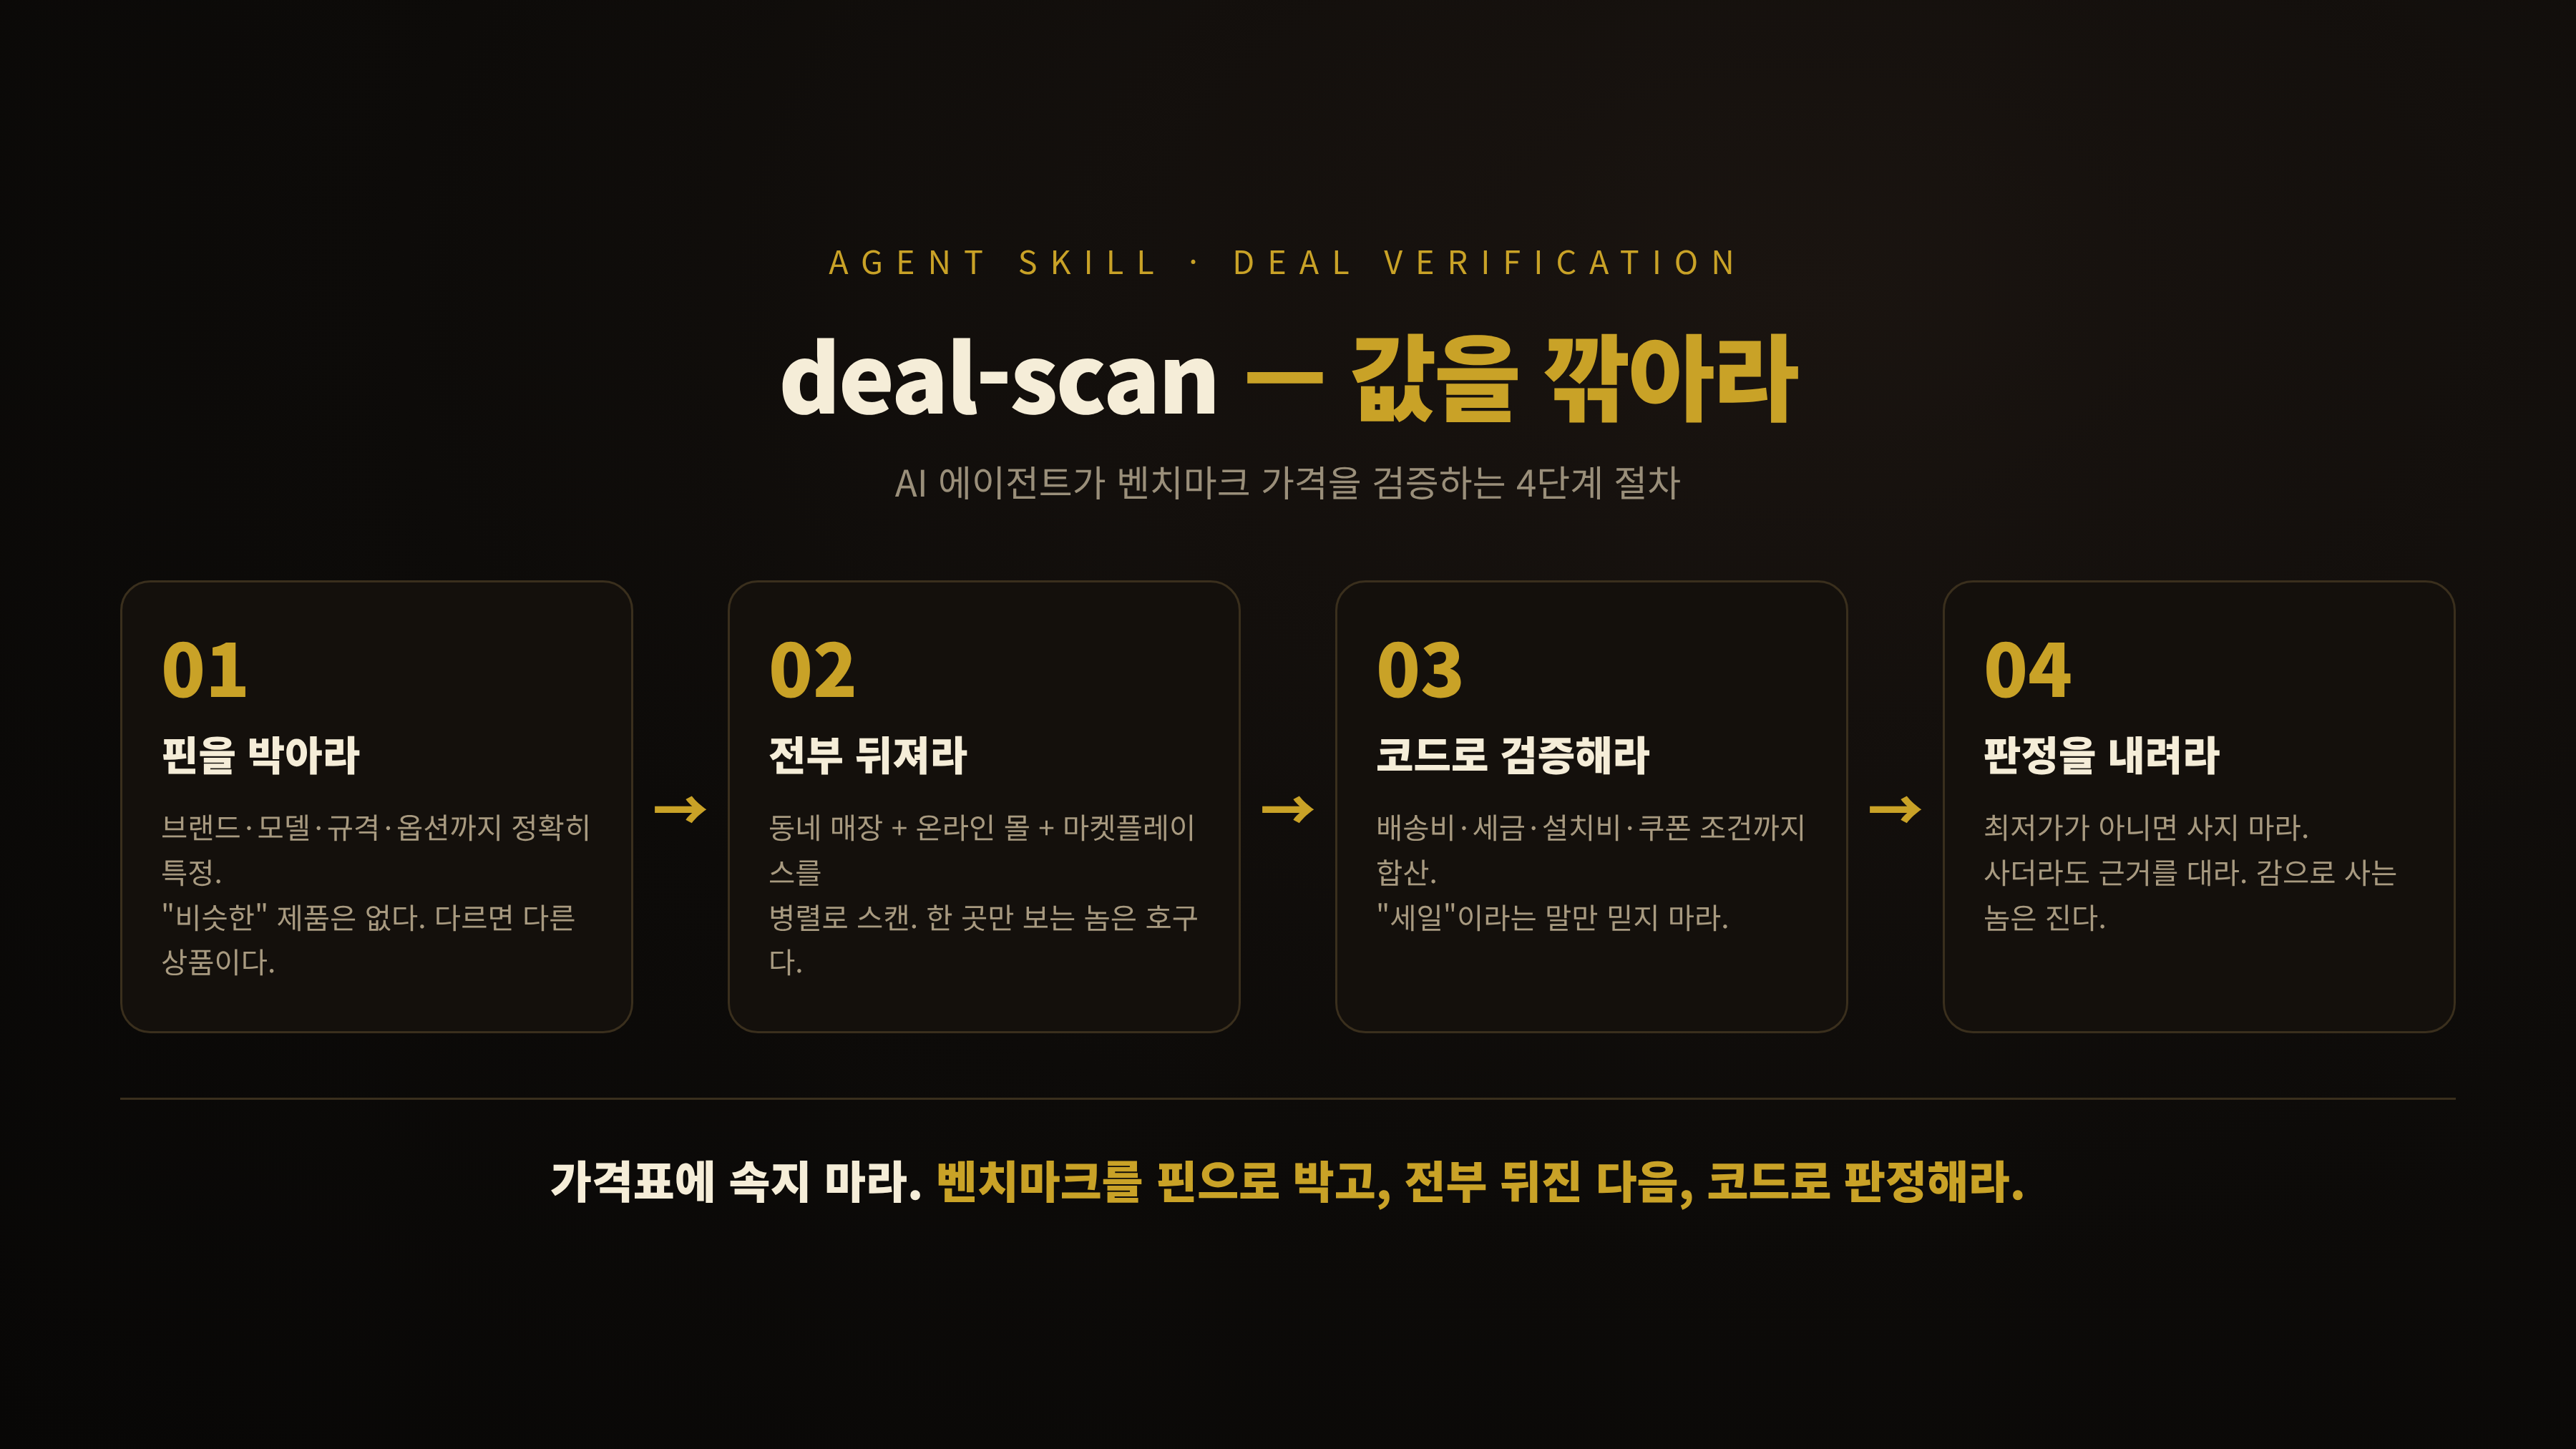 AGENT SKILL · DEAL VERIFICATION
deal-scan — 값을 깎아라
AI 에이전트가 벤치마크 가격을 검증하는 4단계 절차
01
핀을 박아라
브랜드·모델·규격·옵션까지 정확히
특정.
"비슷한" 제품은 없다. 다르면 다른
상품이다.
→
02
전부 뒤져라
동네 매장 + 온라인 몰 + 마켓플레이
스를
병렬로 스캔. 한 곳만 보는 놈은 호구
다.
→
03
코드로 검증해라
배송비·세금·설치비·쿠폰 조건까지
합산.
"세일"이라는 말만 믿지 마라.
→
04
판정을 내려라
최저가가 아니면 사지 마라.
사더라도 근거를 대라. 감으로 사는
놈은 진다.
가격표에 속지 마라. 벤치마크를 핀으로 박고, 전부 뒤진 다음, 코드로 판정해라.